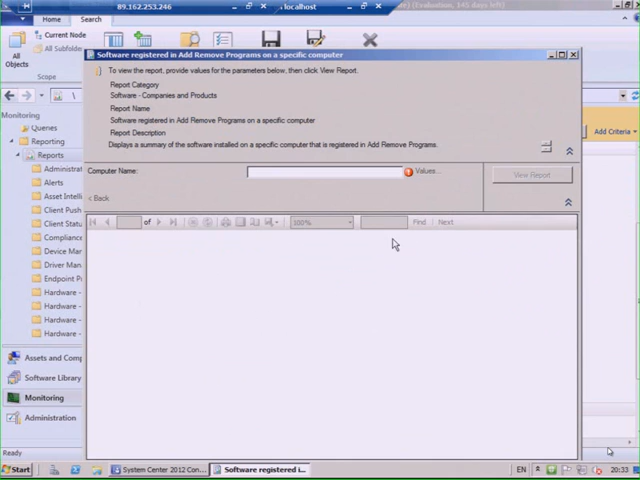 89.162.253.246
localhost
(Evaluation, 145 days left)
Home
Search
All
Objects
Current Node
All Subfolde
Scope
Software registered in Add Remove Programs on a specific computer
To view the report, provide values for the parameters below, then click View Report.
Report Category
Software - Companies and Products
Report Name
Software registered in Add Remove Programs on a specific computer
Report Description
Displays a summary of the software installed on a specific computer that is registered in Add Remove Programs.
Computer Name:
Values...
View Report
< Back
of
100%
Find
Next
Add Criteria
Monitoring
Queries
Reporting
Reports
Administrat
Alerts
Asset Intelli
Client Push
Client Statu
Compliance
Device Mar
Driver Man
Endpoint Pr
Hardware -
Hardware -
Hardware -
Hardware -
Assets and Comp
Software Library
Monitoring
Administration
Ready
Start
System Center 2012 Con...
Software registered i...
EN
20:33